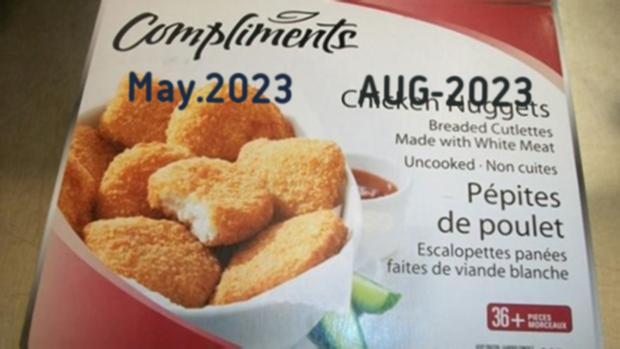 Compliments
May.2023 AUG-2023
Chicken Nuggets
Breaded Cutlettes
Made with White Meat
Uncooked · Non cuites
Pépites
de poulet
Escalopettes panées
faites de viande blanche
36+ PIECES
MORCEAUX